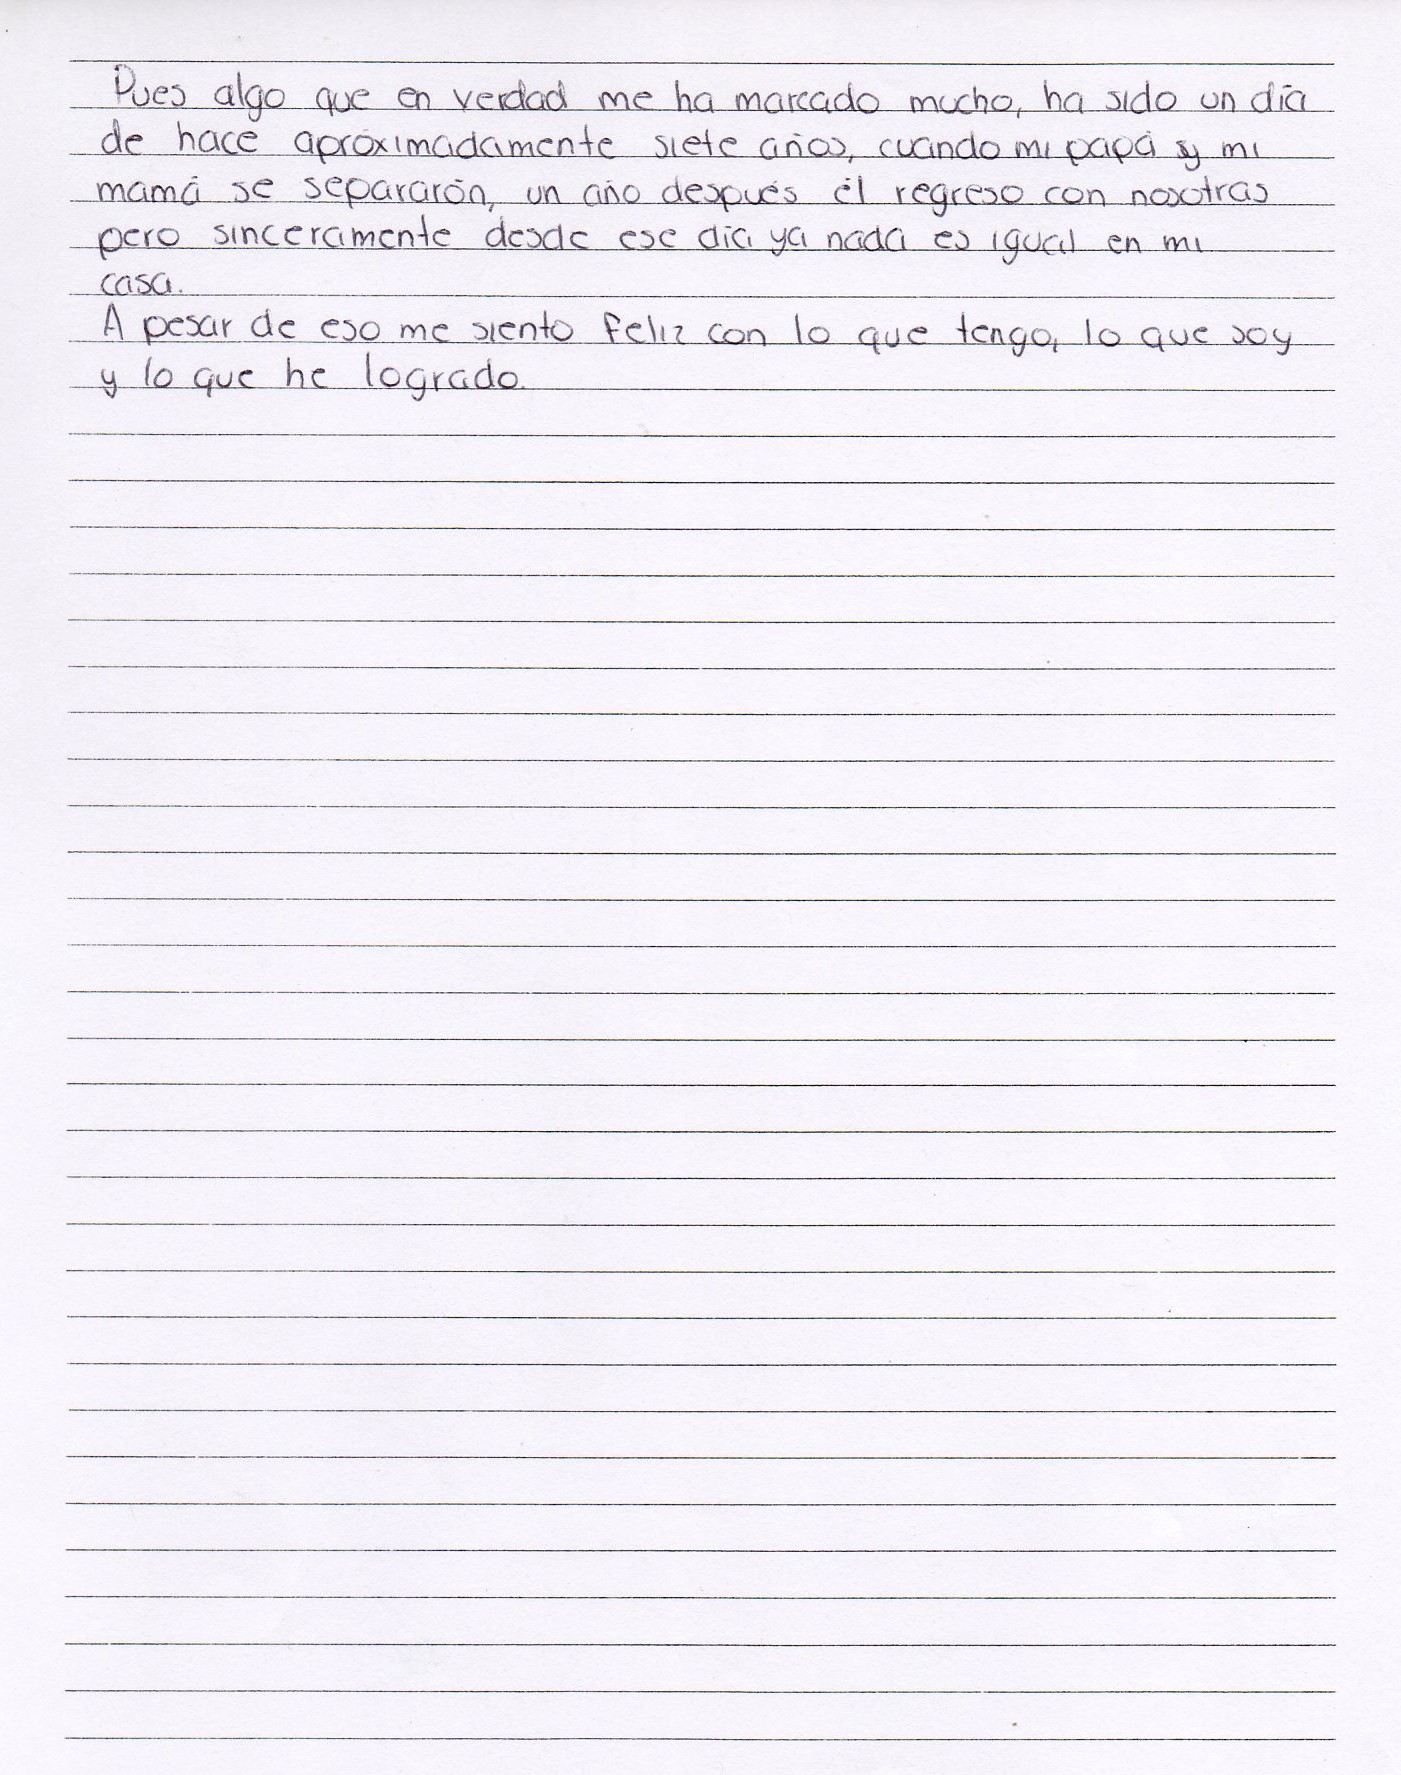 Pues algo que en verdad me ha marcado mucho, ha sido un día
de hace apróximadamente siete años, cuando mi papá y mi
mamá se separarón, un año después él regreso con nosotras
pero sinceramente desde ese día ya nada es igual en mi
casa.
A pesar de eso me siento feliz con lo que tengo, lo que soy
y lo que he logrado.